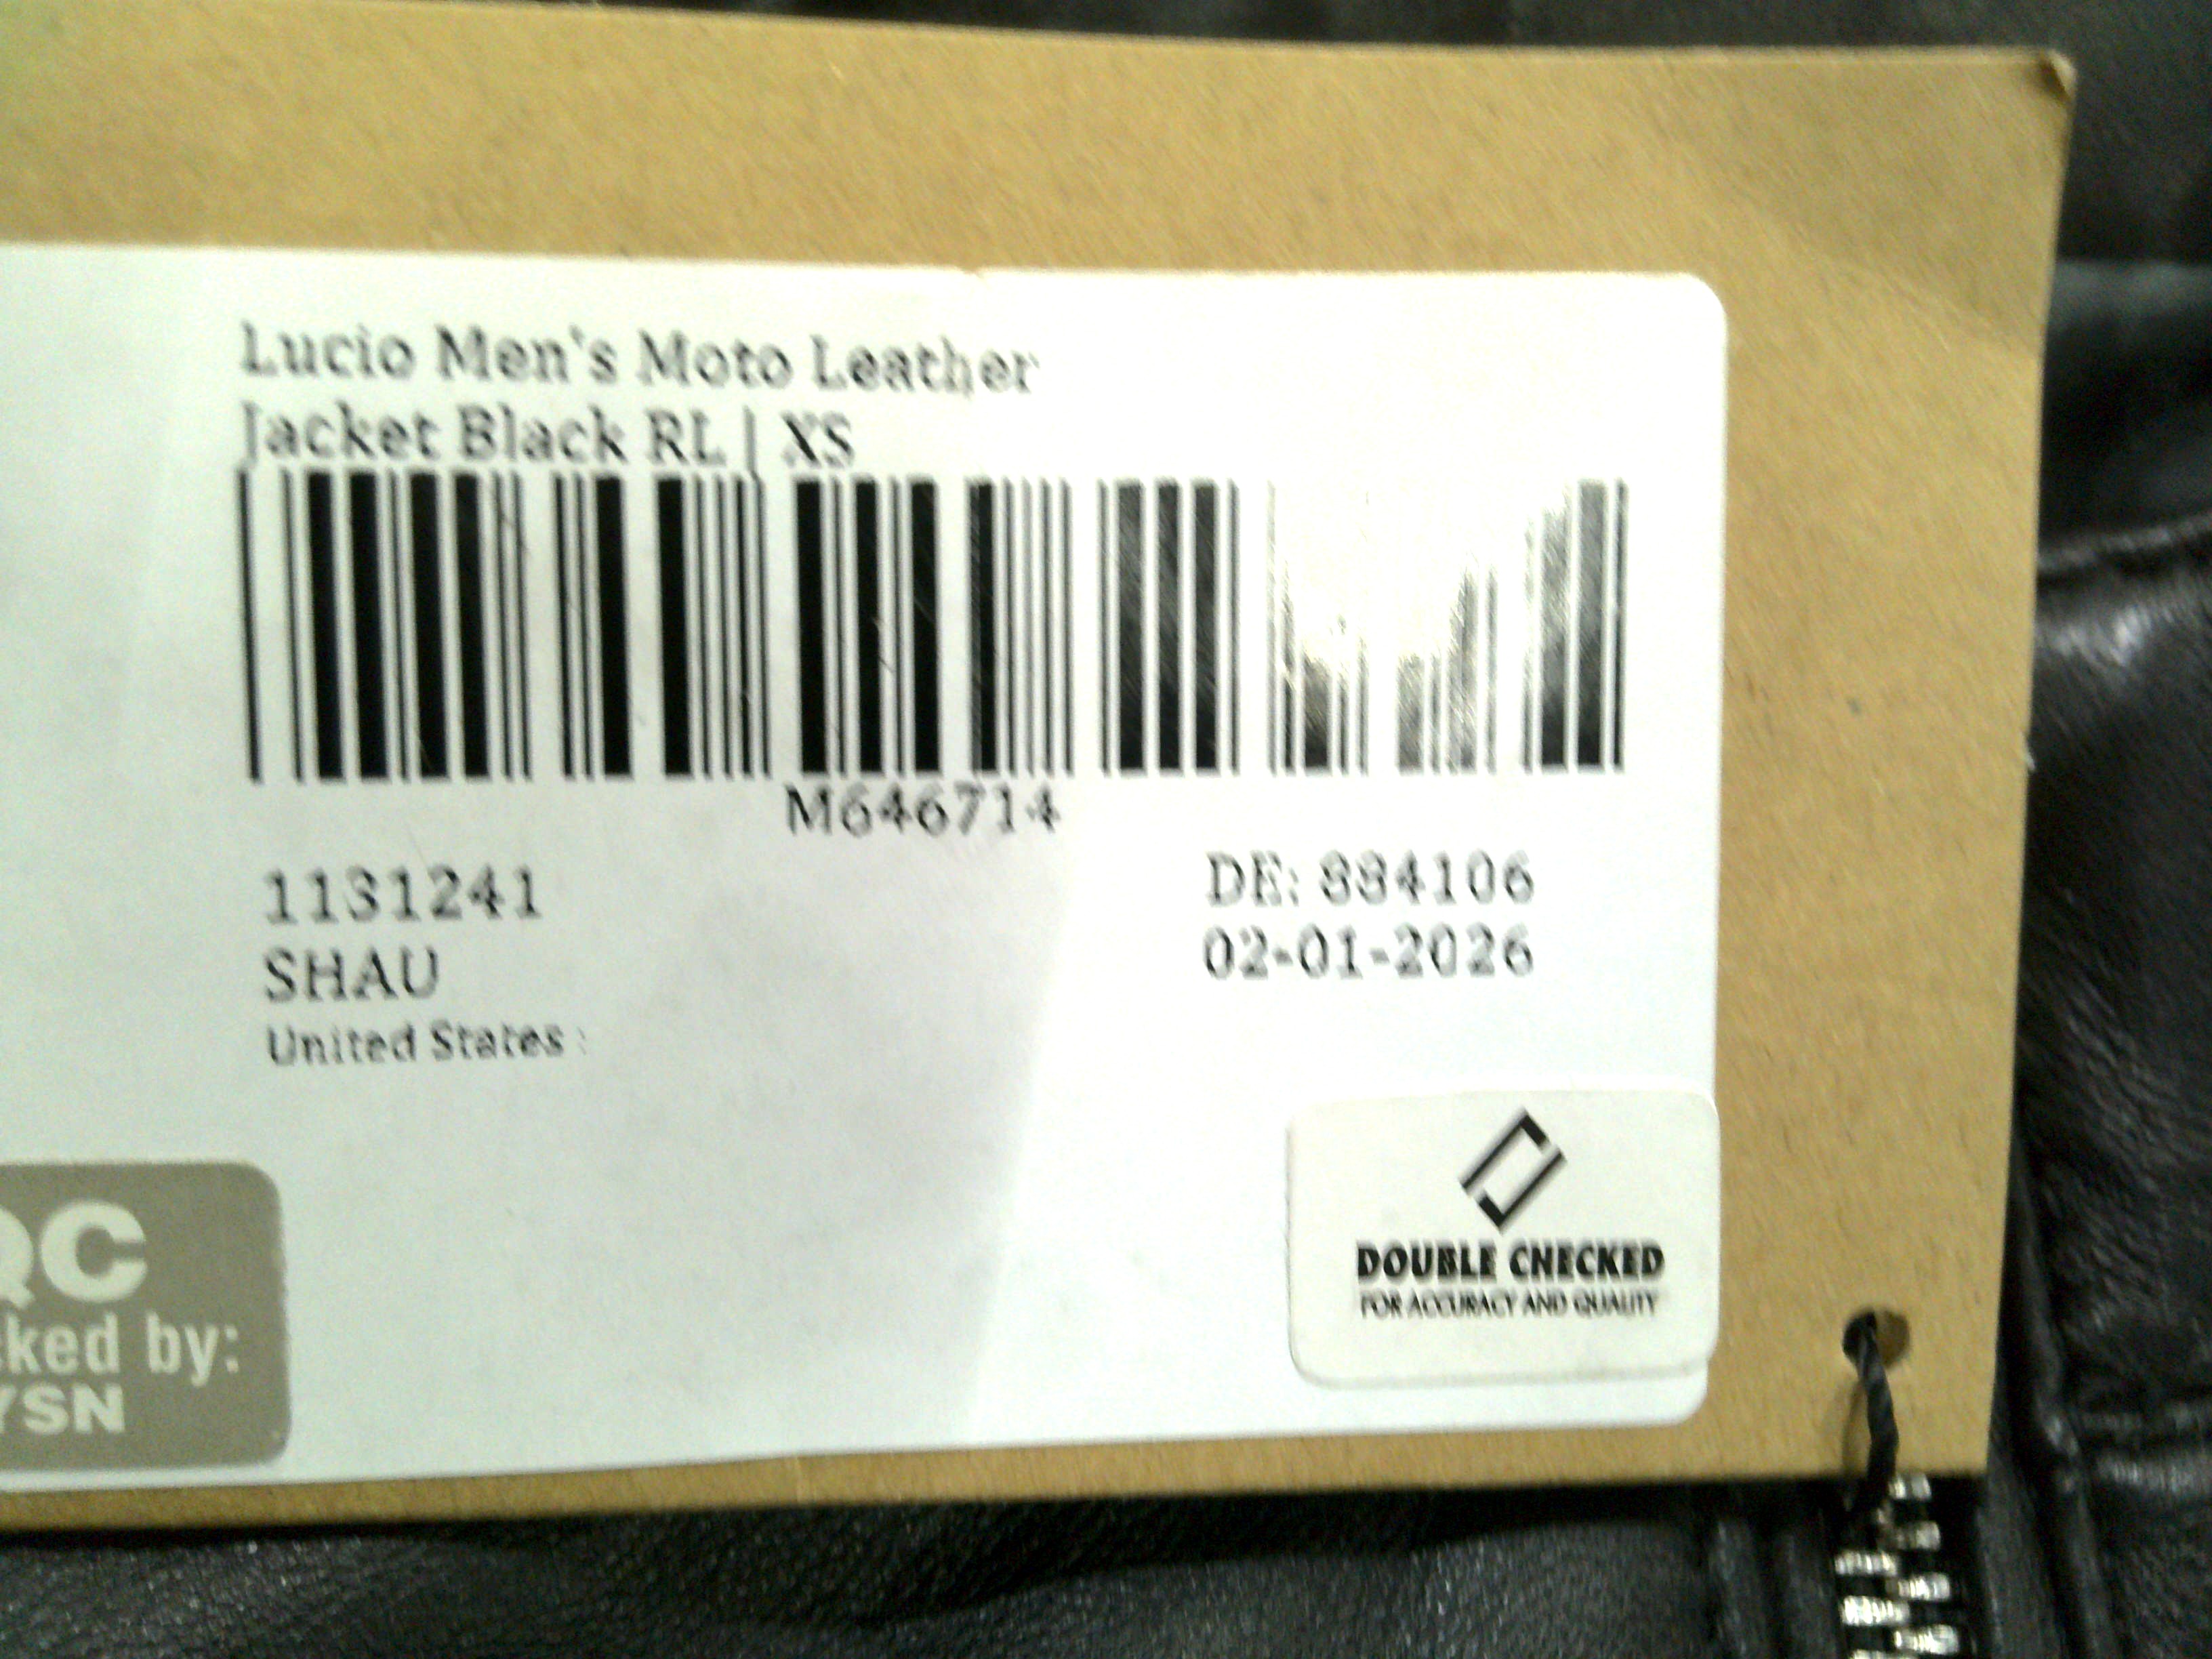 Lucio Men's Moto Leather
Jacket Black RL | XS
M646714
1131241
DE: 884106
SHAU
02-01-2026
United States :
QC
cked by:
YSN
DOUBLE CHECKED
FOR ACCURACY AND QUALITY